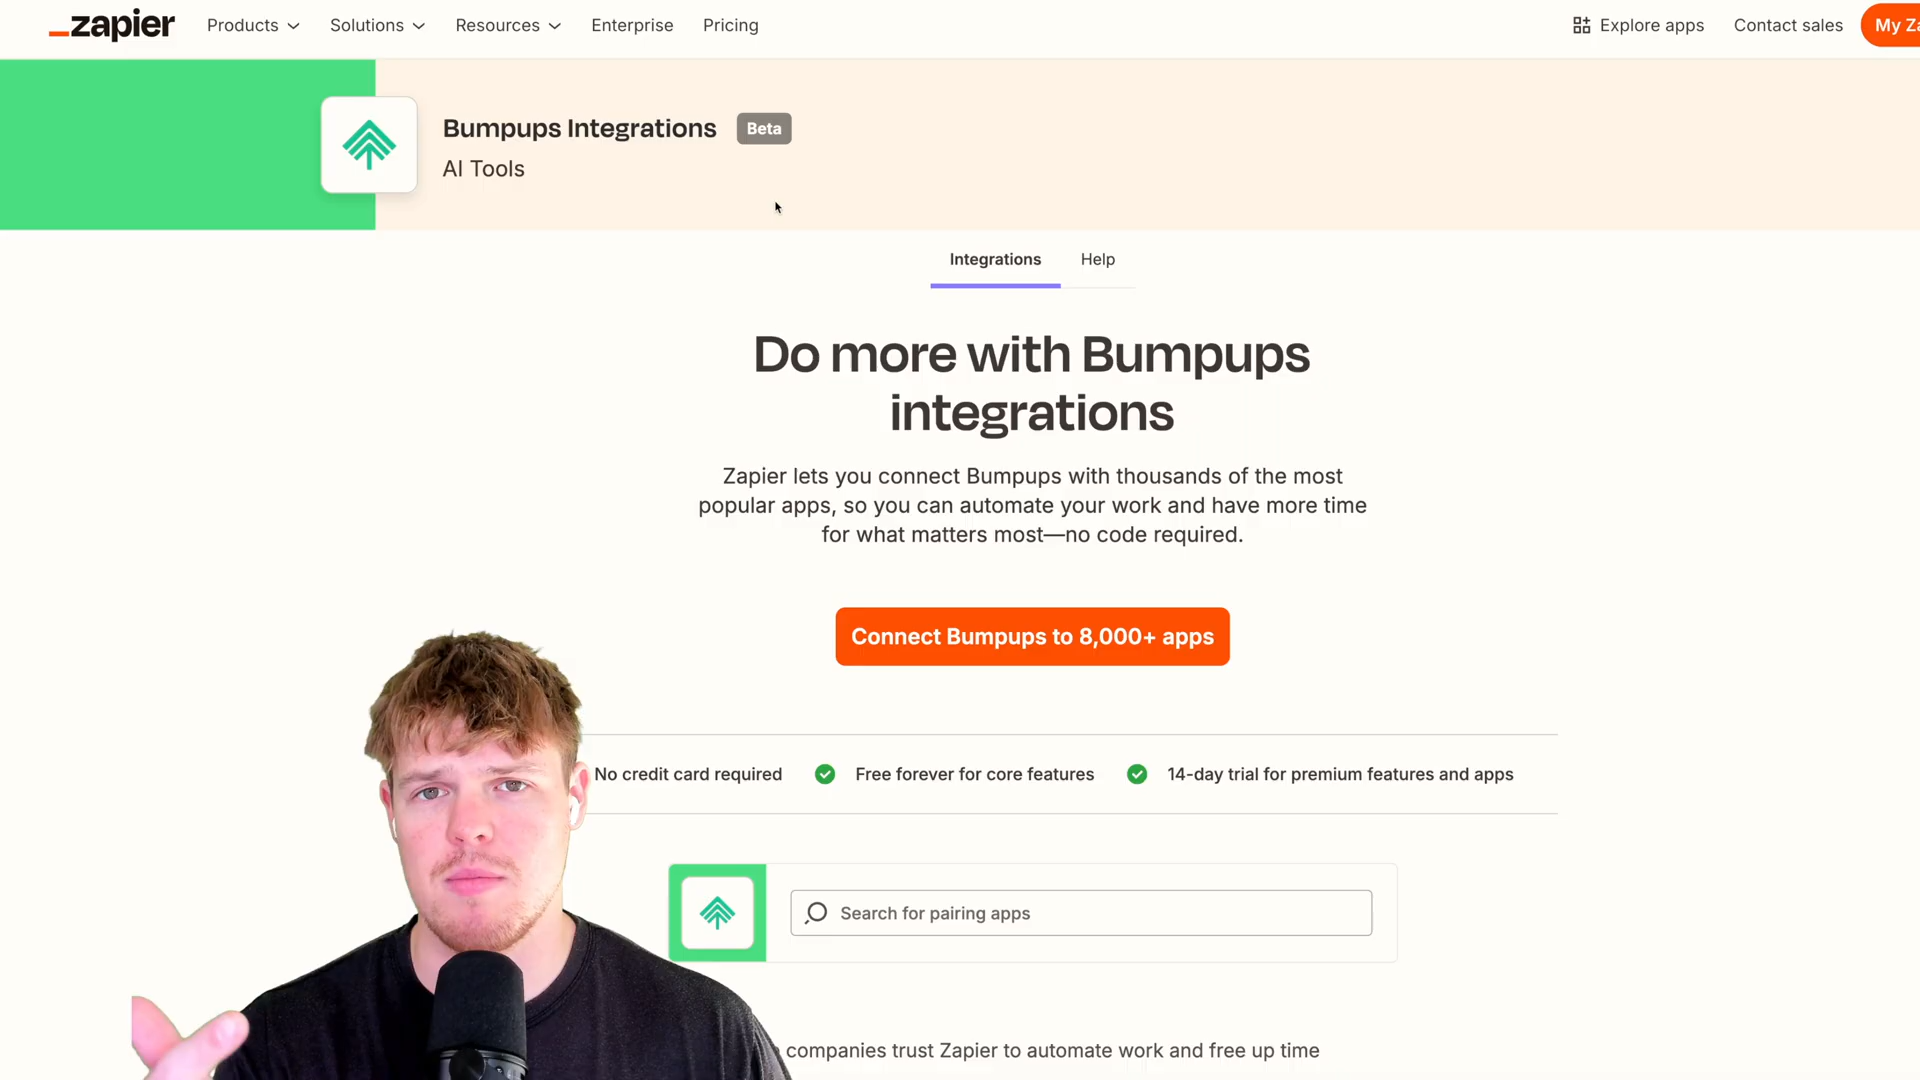 zapier
Products
Solutions
Resources
Enterprise
Pricing
Explore apps
Contact sales
My
Bumpups Integrations
Beta
AI Tools
Integrations
Help
Do more with Bumpups
integrations
Zapier lets you connect Bumpups with thousands of the most
popular apps, so you can automate your work and have more time
for what matters most—no code required.
Connect Bumpups to 8,000+ apps
No credit card required
Free forever for core features
14-day trial for premium features and apps
Search for pairing apps
companies trust Zapier to automate work and free up time